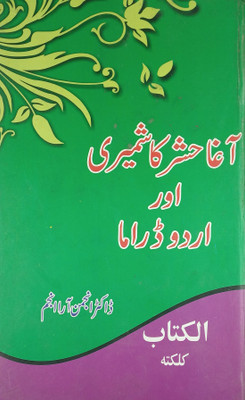 آغا حشر کاشمیری
اور
اردو ڈراما
ڈاکٹر انجمن آرا انجم
الکتاب
کلکتہ